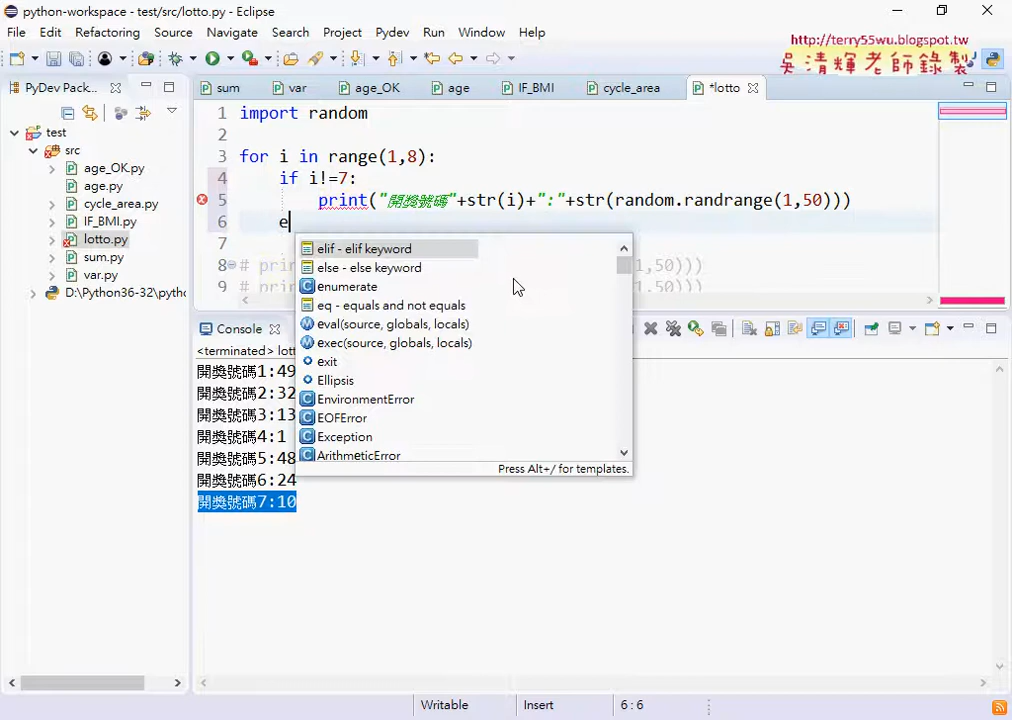 python-workspace - test/src/lotto.py - Eclipse
File Edit Refactoring Source Navigate Search Project Pydev Run Window Help
http://terry55wu.blogspot.tw
吳清輝老師錄製
PyDev Pack...
sum var age_OK age IF_BMI cycle_area *lotto
test
src
age_OK.py
age.py
cycle_area.py
IF_BMI.py
lotto.py
sum.py
var.py
D:\Python36-32\pytho
1 import random
2
3 for i in range(1,8):
4 if i!=7:
5 print("開獎號碼"+str(i)+":"+str(random.randrange(1,50)))
6 e
7
8 # pri ,50)))
9 # pri 1,50)))
elif - elif keyword
else - else keyword
enumerate
eq - equals and not equals
eval(source, globals, locals)
exec(source, globals, locals)
exit
Ellipsis
EnvironmentError
EOFError
Exception
ArithmeticError
Press Alt+/ for templates.
Console
<terminated> lott
開獎號碼1:49
開獎號碼2:32
開獎號碼3:13
開獎號碼4:1
開獎號碼5:48
開獎號碼6:24
開獎號碼7:10
Writable Insert 6 : 6